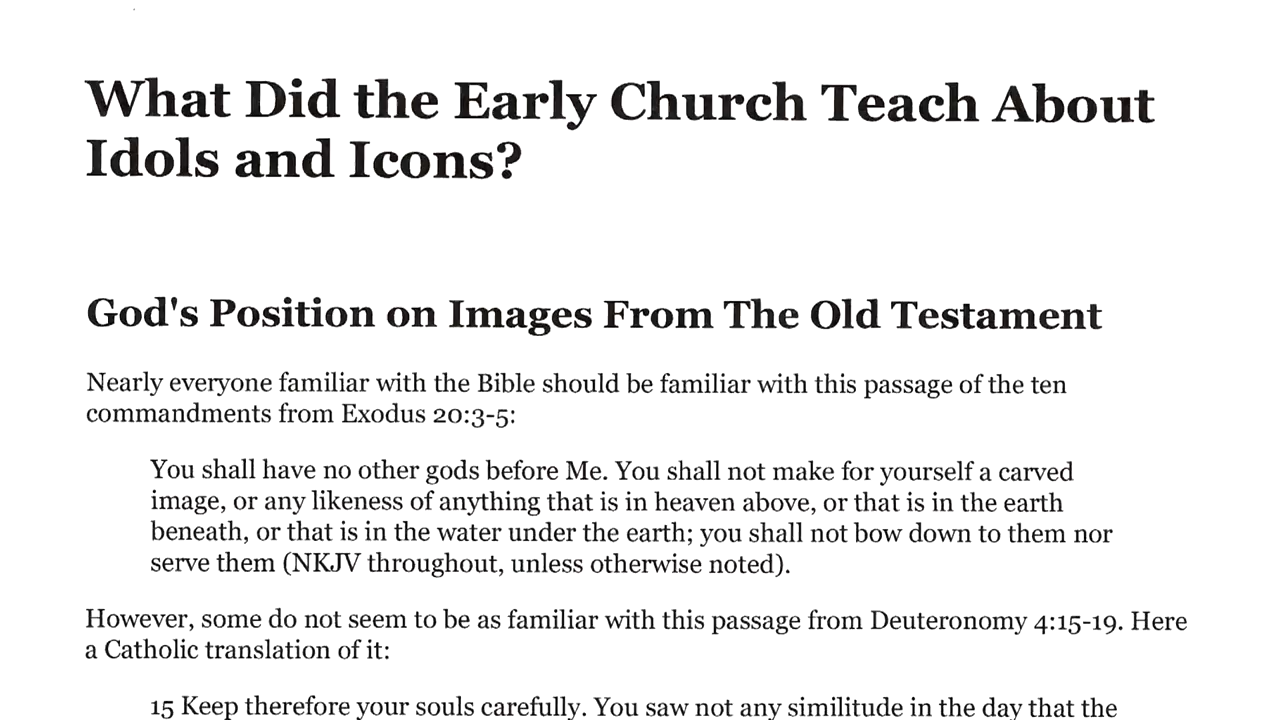 What Did the Early Church Teach About
Idols and Icons?
God's Position on Images From The Old Testament
Nearly everyone familiar with the Bible should be familiar with this passage of the ten
commandments from Exodus 20:3-5:
You shall have no other gods before Me. You shall not make for yourself a carved
image, or any likeness of anything that is in heaven above, or that is in the earth
beneath, or that is in the water under the earth; you shall not bow down to them nor
serve them (NKJV throughout, unless otherwise noted).
However, some do not seem to be as familiar with this passage from Deuteronomy 4:15-19. Here
a Catholic translation of it:
15 Keep therefore your souls carefully. You saw not any similitude in the day that the